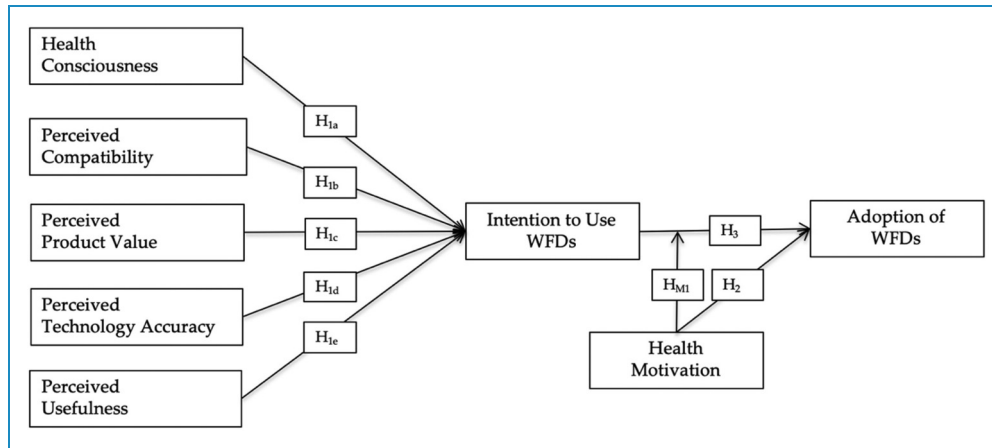 Health
Consciousness
H1a
Perceived
Compatibility
H1b
Perceived
Product Value
H1c
Perceived
Technology Accuracy
H1d
Perceived
Usefulness
H1e
Intention to Use
WFDs
H3
Adoption of
WFDs
HM1
H2
Health
Motivation